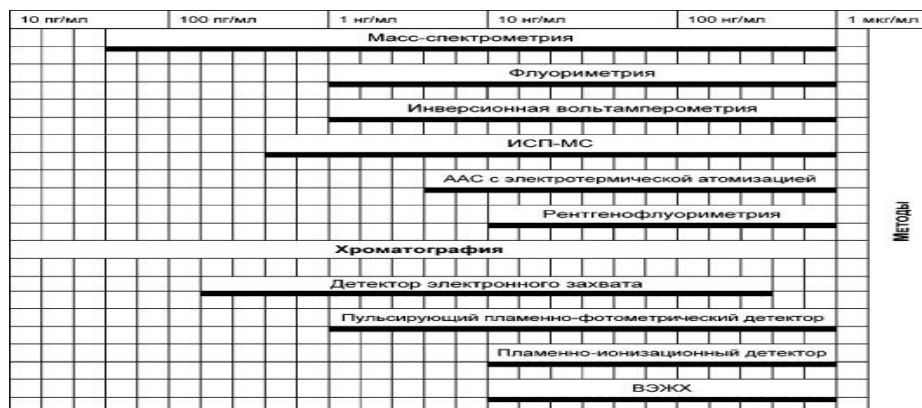 10 пг/мл 100 пг/мл 1 нг/мл 10 нг/мл 100 нг/мл 1 мкг/мл
Масс-спектрометрия
Флуориметрия
Инверсионная вольтамперометрия
ИСП-МС
ААС с электротермической атомизацией
Рентгенофлуориметрия
Методы
Хроматография
Детектор электронного захвата
Пульсирующий пламенно-фотометрический детектор
Пламенно-ионизационный детектор
ВЭЖХ